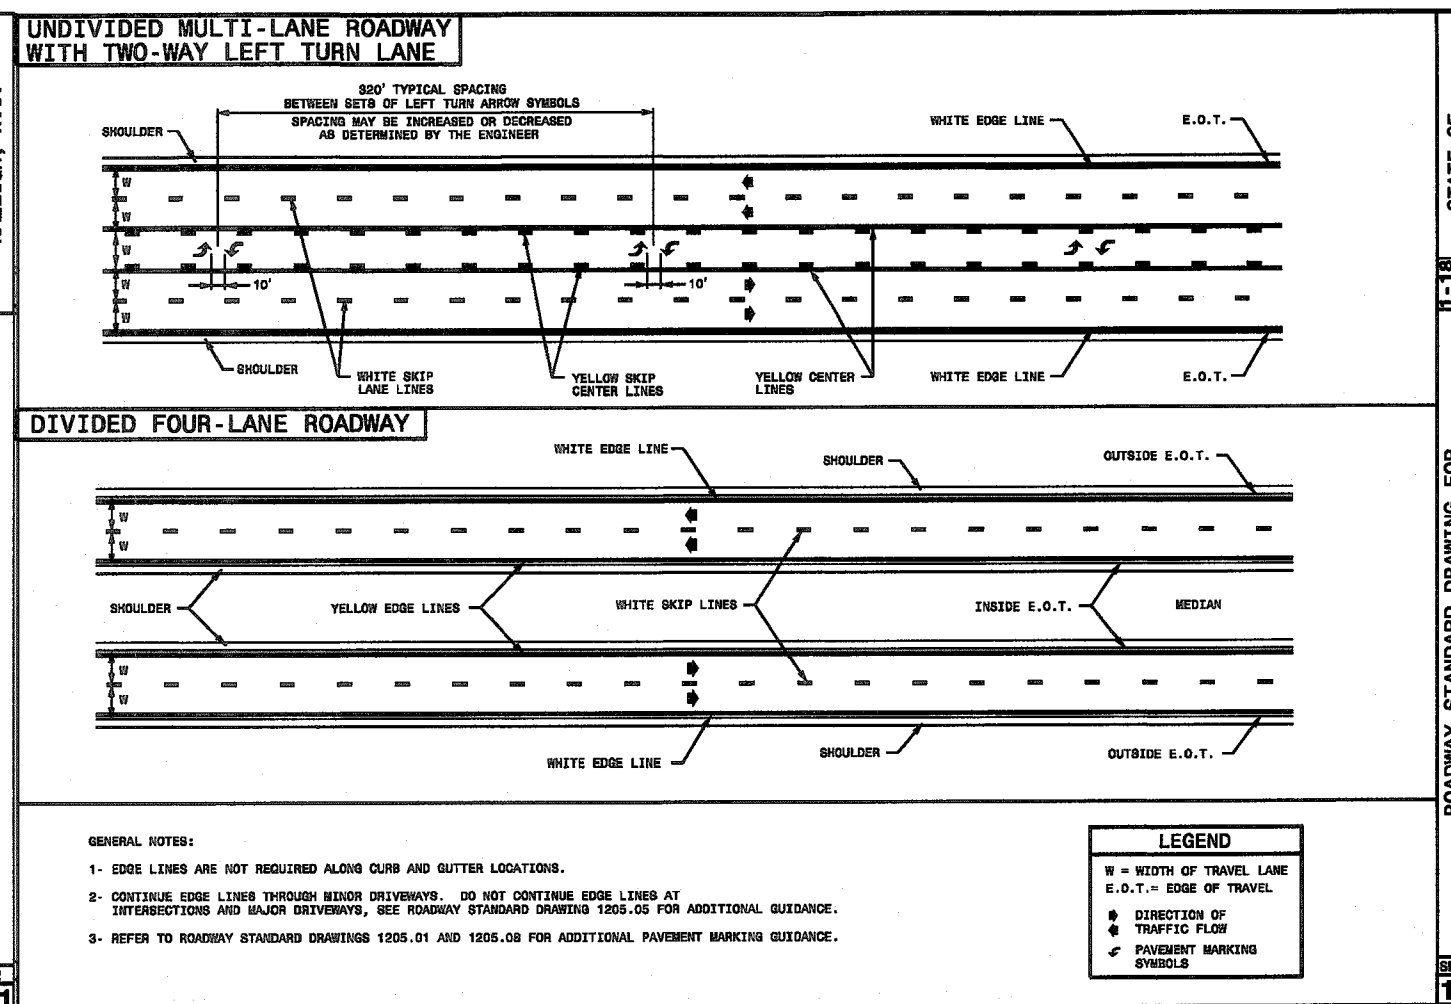 UNDIVIDED MULTI-LANE ROADWAY
WITH TWO-WAY LEFT TURN LANE
320' TYPICAL SPACING
BETWEEN SETS OF LEFT TURN ARROW SYMBOLS
SPACING MAY BE INCREASED OR DECREASED
AS DETERMINED BY THE ENGINEER
SHOULDER
WHITE EDGE LINE
E.O.T.
W
W
W
W
W
10'
10'
SHOULDER
WHITE SKIP
LANE LINES
YELLOW SKIP
CENTER LINES
YELLOW CENTER
LINES
WHITE EDGE LINE
E.O.T.
DIVIDED FOUR-LANE ROADWAY
WHITE EDGE LINE
SHOULDER
OUTSIDE E.O.T.
W
W
SHOULDER
YELLOW EDGE LINES
WHITE SKIP LINES
INSIDE E.O.T.
MEDIAN
W
W
WHITE EDGE LINE
SHOULDER
OUTSIDE E.O.T.
GENERAL NOTES:
1- EDGE LINES ARE NOT REQUIRED ALONG CURB AND GUTTER LOCATIONS.
2- CONTINUE EDGE LINES THROUGH MINOR DRIVEWAYS. DO NOT CONTINUE EDGE LINES AT
INTERSECTIONS AND MAJOR DRIVEWAYS, SEE ROADWAY STANDARD DRAWING 1205.05 FOR ADDITIONAL GUIDANCE.
3- REFER TO ROADWAY STANDARD DRAWINGS 1205.01 AND 1205.08 FOR ADDITIONAL PAVEMENT MARKING GUIDANCE.
LEGEND
W = WIDTH OF TRAVEL LANE
E.O.T.= EDGE OF TRAVEL
DIRECTION OF
TRAFFIC FLOW
PAVEMENT MARKING
SYMBOLS
1-18
ROADWAY STANDARD DRAWING FOR